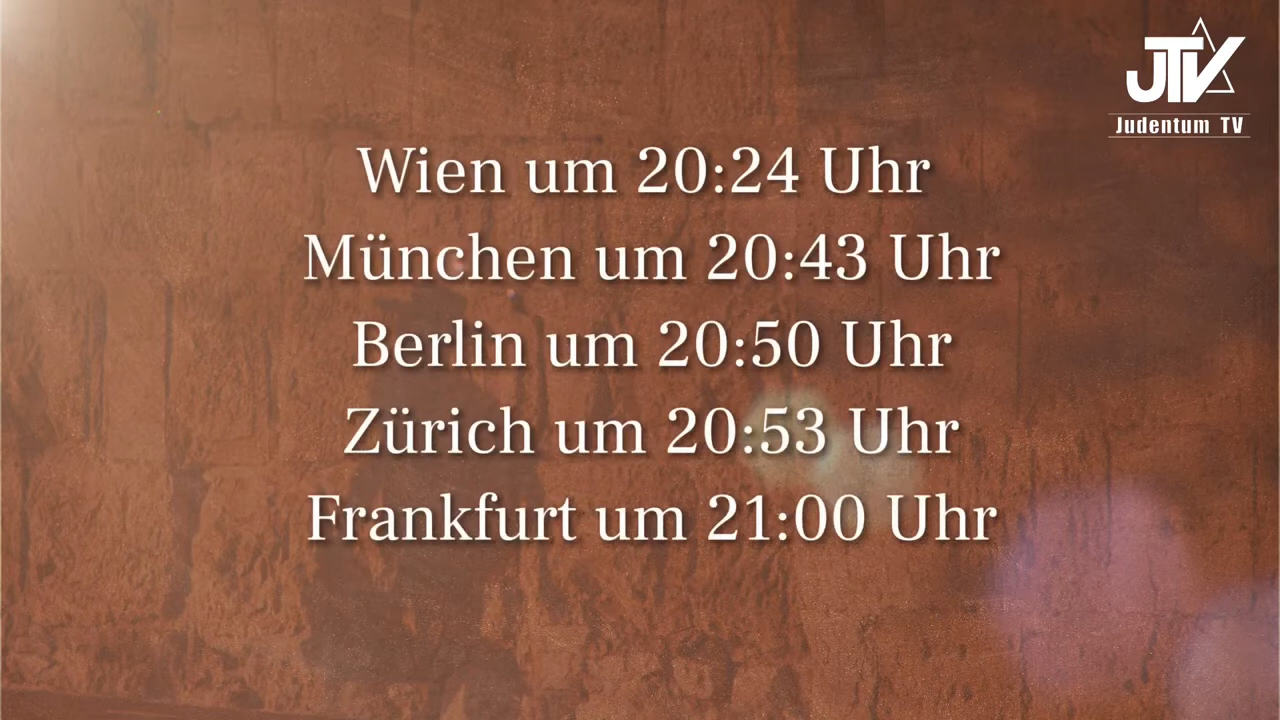 JTV
Judentum TV
Wien um 20:24 Uhr
München um 20:43 Uhr
Berlin um 20:50 Uhr
Zürich um 20:53 Uhr
Frankfurt um 21:00 Uhr